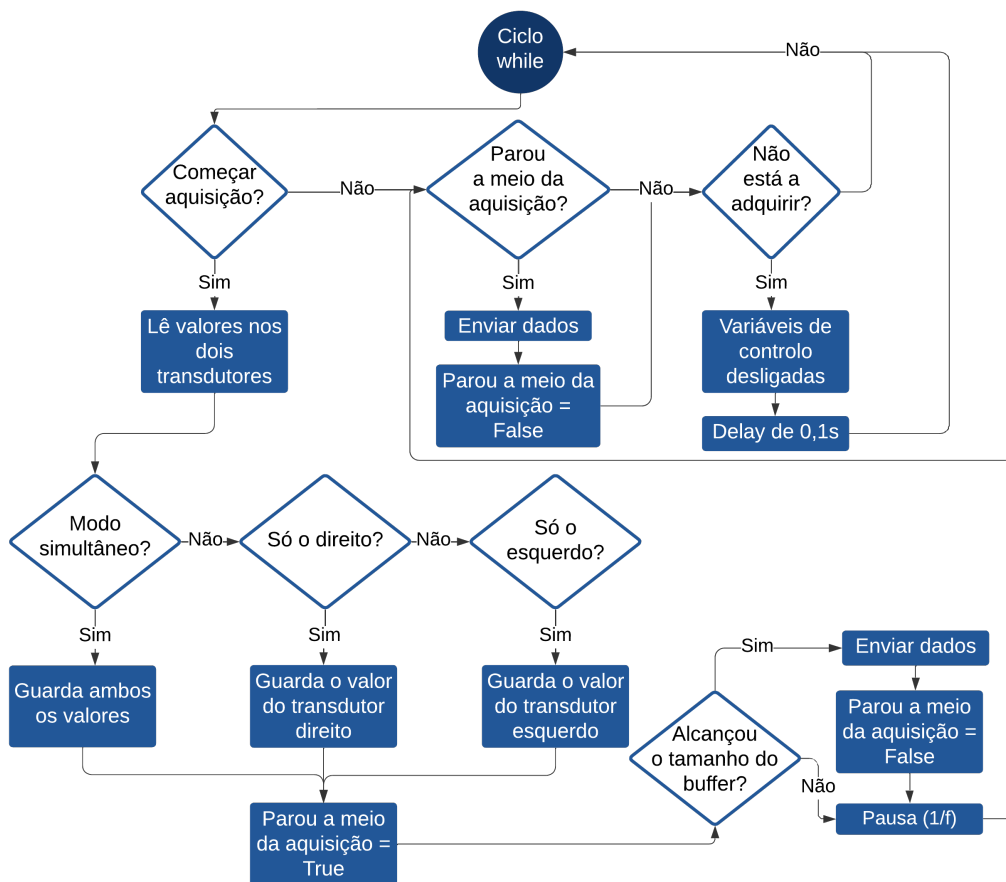 Ciclo
while
Não
Começar
aquisição?
Não
Parou
a meio da
aquisição?
Não
Não
está a
adquirir?
Sim
Sim
Sim
Lê valores nos
dois
transdutores
Enviar dados
Parou a meio da
aquisição =
False
Variáveis de
controlo
desligadas
Delay de 0,1s
Modo
simultâneo?
Não
Só o direito?
Não
Só o
esquerdo?
Sim
Sim
Sim
Guarda ambos
os valores
Guarda o valor
do transdutor
direito
Guarda o valor
do transdutor
esquerdo
Parou a meio
da aquisição =
True
Alcançou
o tamanho do
buffer?
Sim
Enviar dados
Parou a meio
da aquisição =
False
Não
Pausa (1/f)